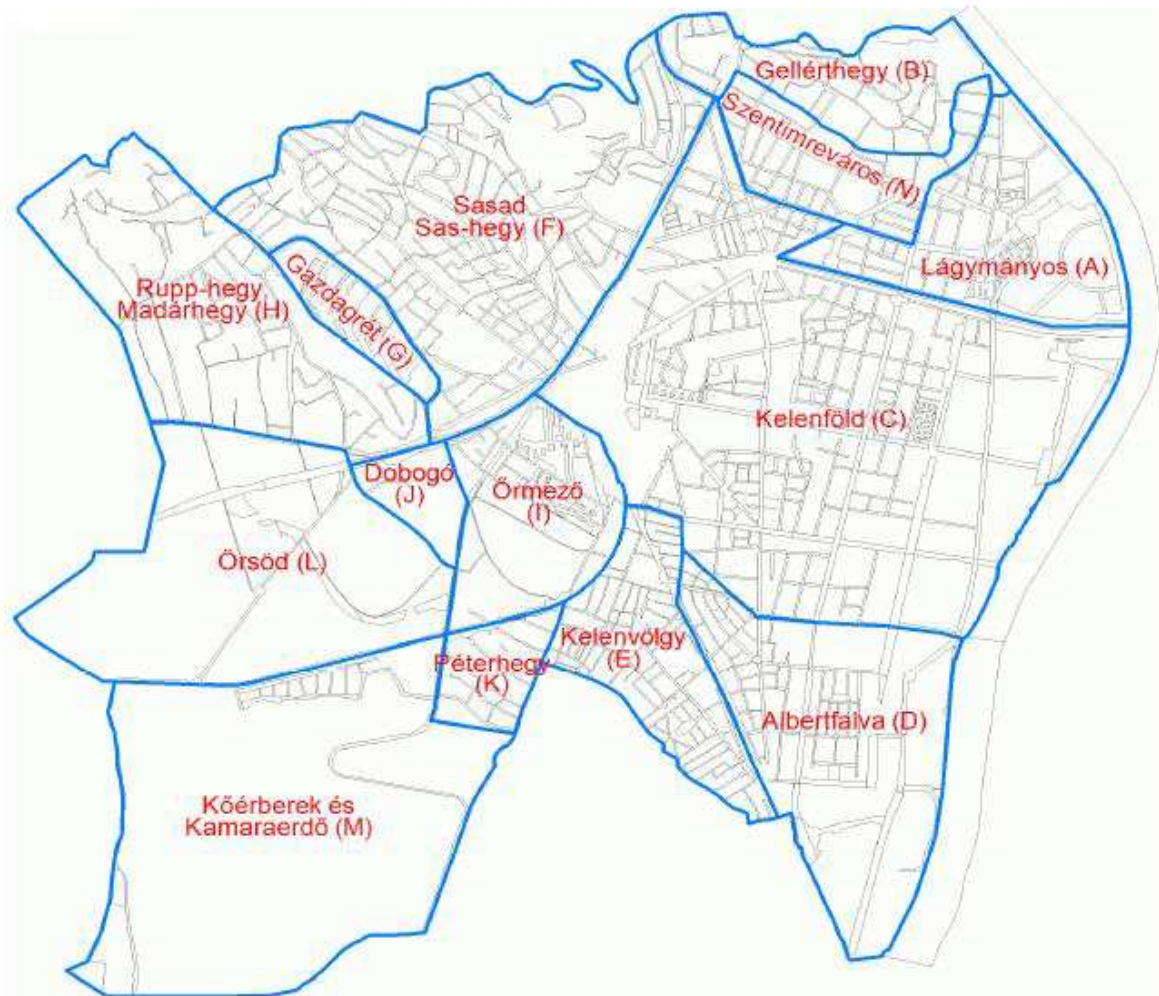 Gellérthegy (B)
Szentimreváros (N)
Sasad
Sas-hegy (F)
Lágymányos (A)
Rupp-hegy
Madárhegy (H)
Gazdagrét (G)
Kelenföld (C)
Dobogó
(J)
Őrmező
(I)
Őrsöd (L)
Kelenvölgy
(E)
Péterhegy
(K)
Albertfalva (D)
Kőérberek és
Kamaraerdő (M)